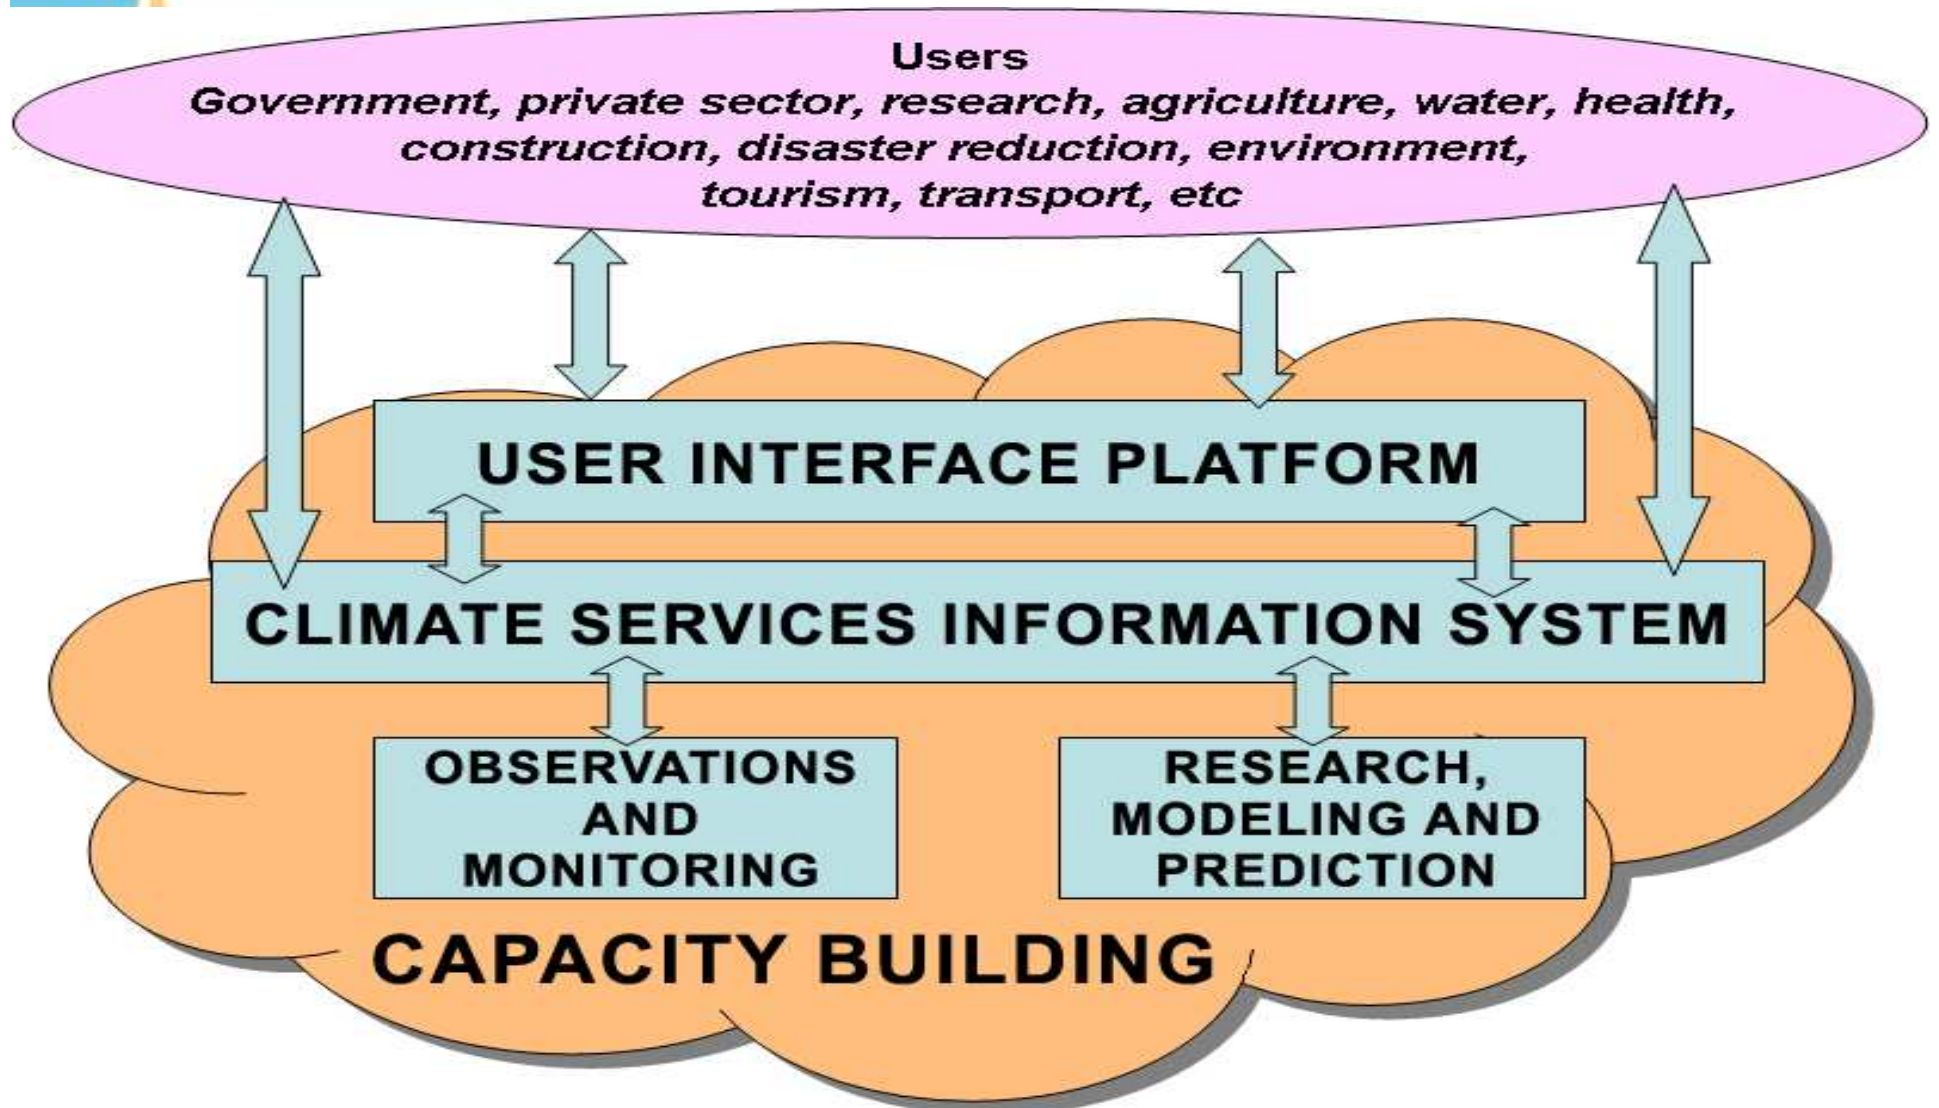 Users
Government, private sector, research, agriculture, water, health,
construction, disaster reduction, environment,
tourism, transport, etc
USER INTERFACE PLATFORM
CLIMATE SERVICES INFORMATION SYSTEM
OBSERVATIONS
AND
MONITORING
RESEARCH,
MODELING AND
PREDICTION
CAPACITY BUILDING